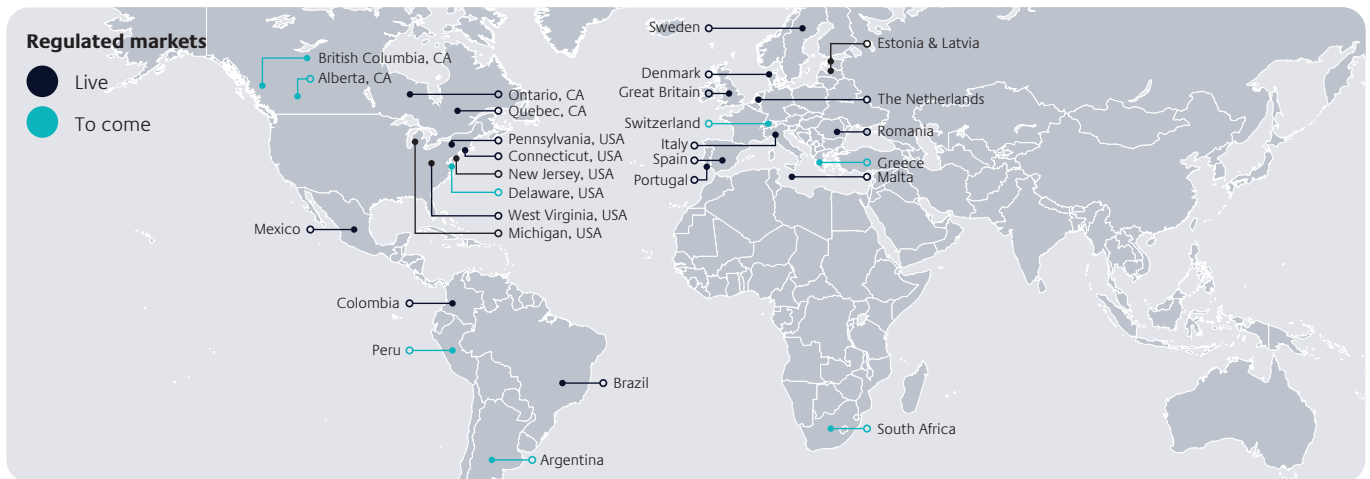 Regulated markets
Live
To come
British Columbia, CA
Alberta, CA
Ontario, CA
Quebec, CA
Pennsylvania, USA
Connecticut, USA
New Jersey, USA
Delaware, USA
West Virginia, USA
Michigan, USA
Mexico
Colombia
Peru
Brazil
Argentina
Sweden
Denmark
Great Britain
Switzerland
Italy
Spain
Portugal
Estonia & Latvia
The Netherlands
Romania
Greece
Malta
South Africa